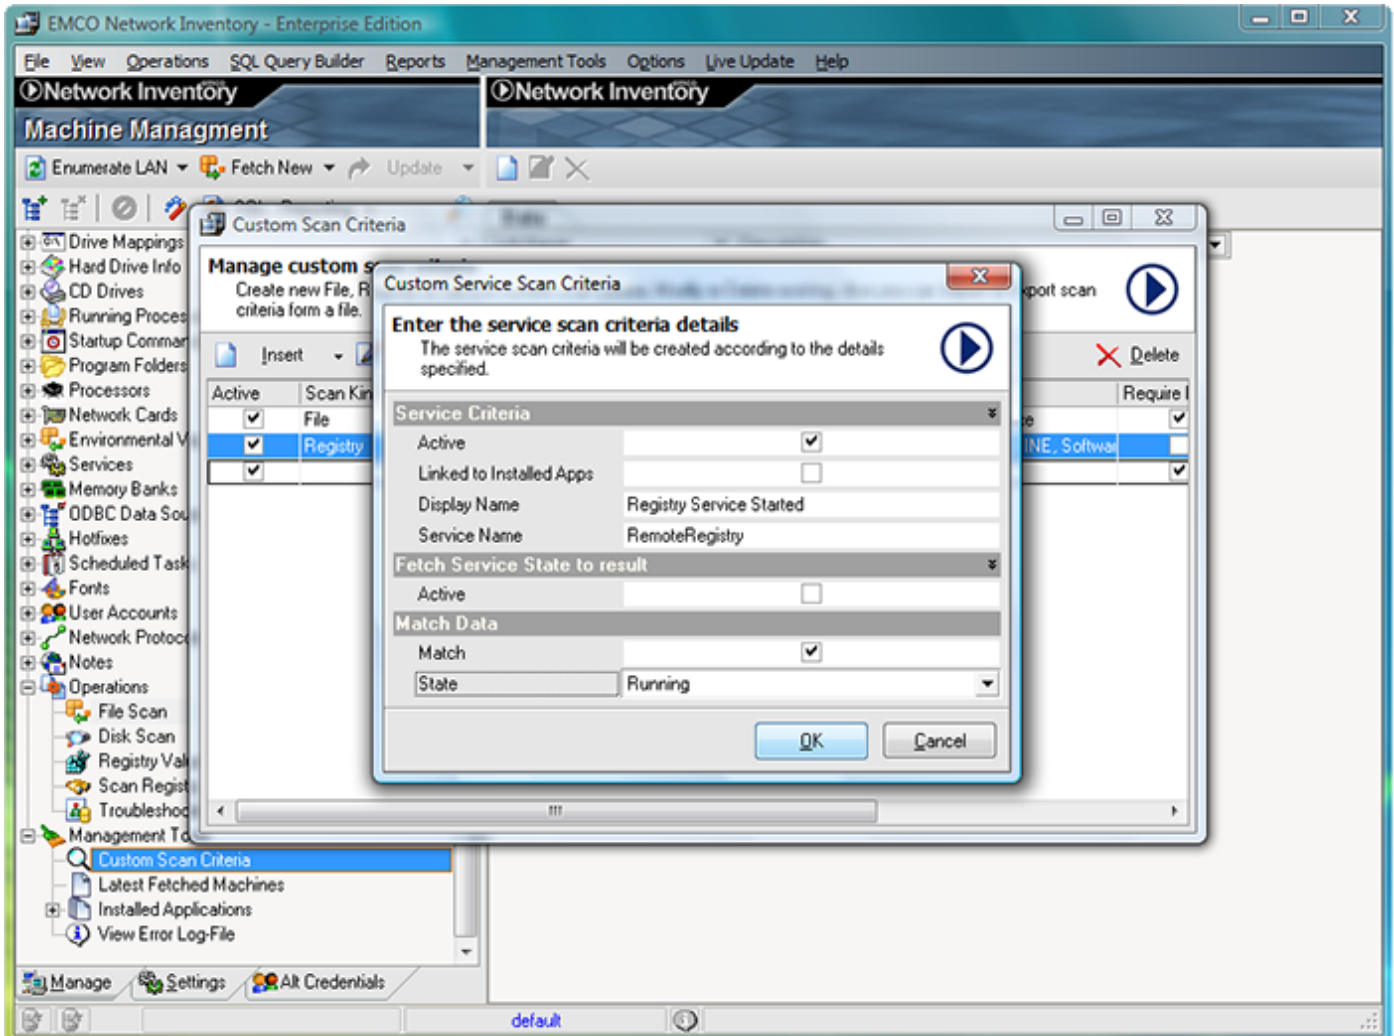 EMCO Network Inventory - Enterprise Edition
File View Operations SQL Query Builder Reports Management Tools Options Live Update Help
Network Inventory
Network Inventory
Machine Managment
Enumerate LAN Fetch New Update
Custom Scan Criteria
Drive Mappings
Hard Drive Info
CD Drives
Running Proces
Startup Commar
Program Folders
Processors
Network Cards
Environmental V
Services
Memory Banks
ODBC Data Sou
Hotfixes
Scheduled Task
Fonts
User Accounts
Network Protoco
Notes
Operations
File Scan
Disk Scan
Registry Valu
Scan Regist
Troubleshoo
Management To
Custom Scan Criteria
Latest Fetched Machines
Installed Applications
View Error Log-File
Manage Settings Alt Credentials
default
Manage custom s
Create new File, R
xport scan
criteria form a file.
Insert
Delete
Active Scan Kin Require I
File
Registry INE, Softwar
Custom Service Scan Criteria
Enter the service scan criteria details
The service scan criteria will be created according to the details
specified.
Service Criteria
Active
Linked to Installed Apps
Display Name Registry Service Started
Service Name RemoteRegistry
Fetch Service State to result
Active
Match Data
Match
State Running
OK Cancel